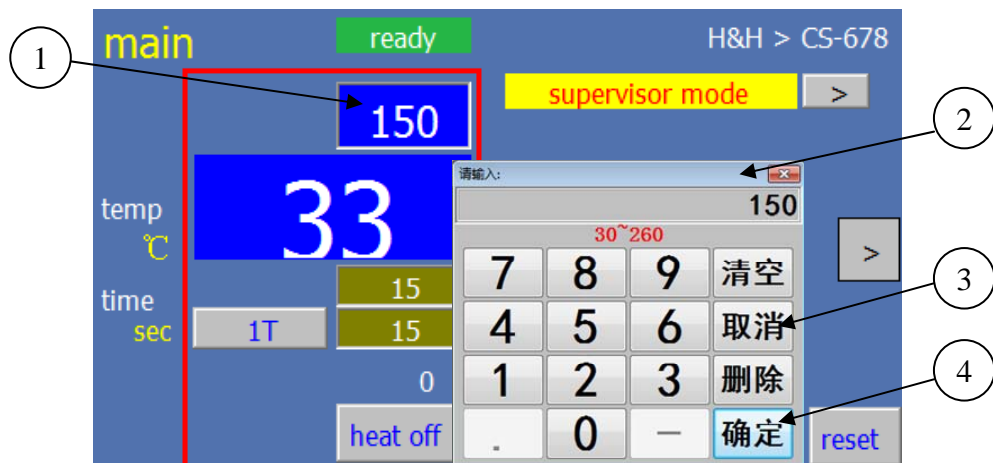 main ready H&H > CS-678
1
supervisor mode >
150
2
请输入:
150
30~260
temp
℃
33
>
7 8 9 清空
3
time
sec
15
1T 15
4 5 6 取消
0
1 2 3 删除
4
heat off
. 0 - 确定
reset